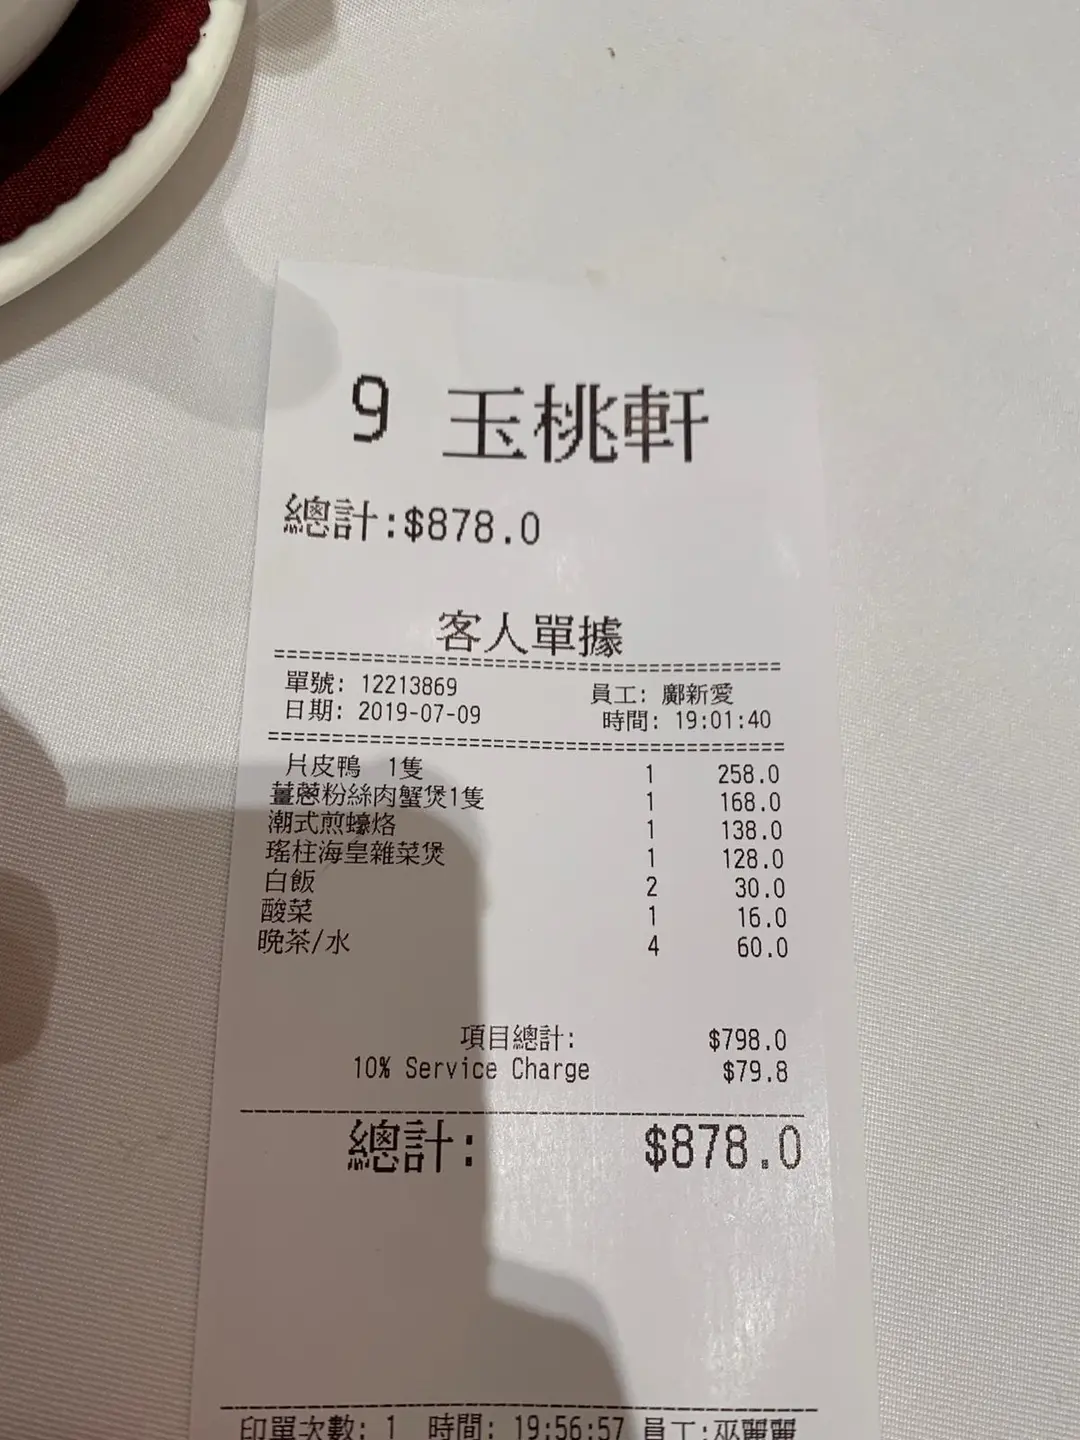 9 玉桃軒
總計:$878.0
客人單據
單號: 12213869 員工: 鄺新愛
日期: 2019-07-09 時間: 19:01:40
片皮鴨 1隻 1 258.0
薑蔥粉絲肉蟹煲1隻 1 168.0
潮式煎蠔烙 1 138.0
瑤柱海皇雜菜煲 1 128.0
白飯 2 30.0
酸菜 1 16.0
晚茶/水 4 60.0
項目總計: $798.0
10% Service Charge $79.8
總計: $878.0
印單次數: 1 時間: 19:56:57 員工:巫麗麗